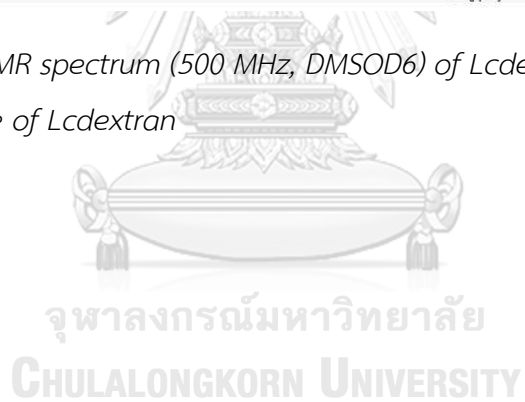 MR spectrum (500 MHz, DMSOD6) of Lcde
of Lcdextran
จุฬาลงกรณ์มหาวิทยาลัย
CHULALONGKORN UNIVERSITY